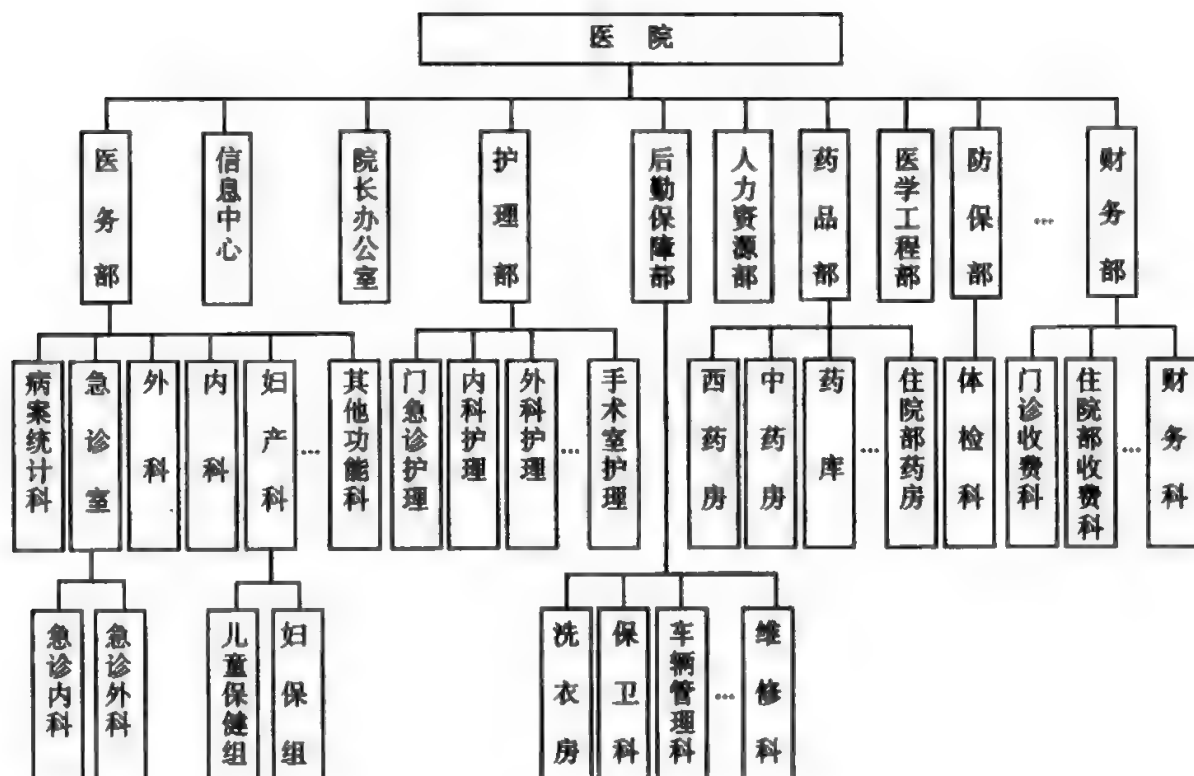 医院
医务部
信息中心
院长办公室
护理部
后勤保障部
人力资源部
药品部
医学工程部
防保部
…
财务部
病案统计科
急诊室
外科
内科
妇产科
…
其他功能科
门急诊护理
内科护理
外科护理
…
手术室护理
西药房
中药房
药库
…
住院部药房
体检科
门诊收费科
住院部收费科
…
财务科
急诊内科
急诊外科
儿童保健组
妇保组
洗衣房
保卫科
车辆管理科
…
维修科